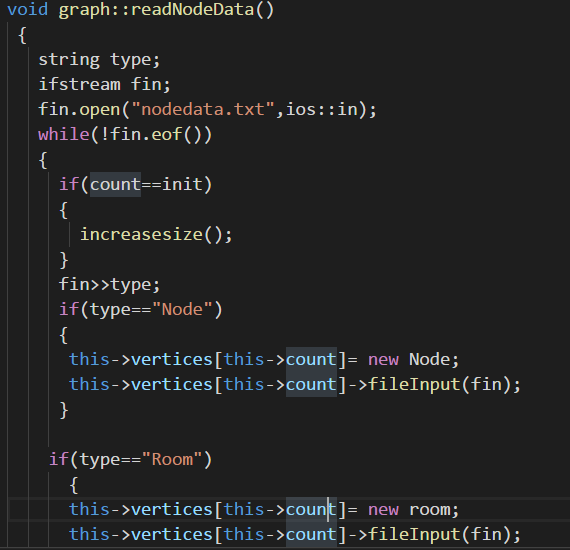 void graph::readNodeData()
{
string type;
ifstream fin;
fin.open("nodedata.txt",ios::in);
while(!fin.eof())
{
if(count==init)
{
increasesize();
}
fin>>type;
if(type=="Node")
{
this->vertices[this->count]= new Node;
this->vertices[this->count]->fileInput(fin);
}
if(type=="Room")
{
this->vertices[this->count]= new room;
this->vertices[this->count]->fileInput(fin);